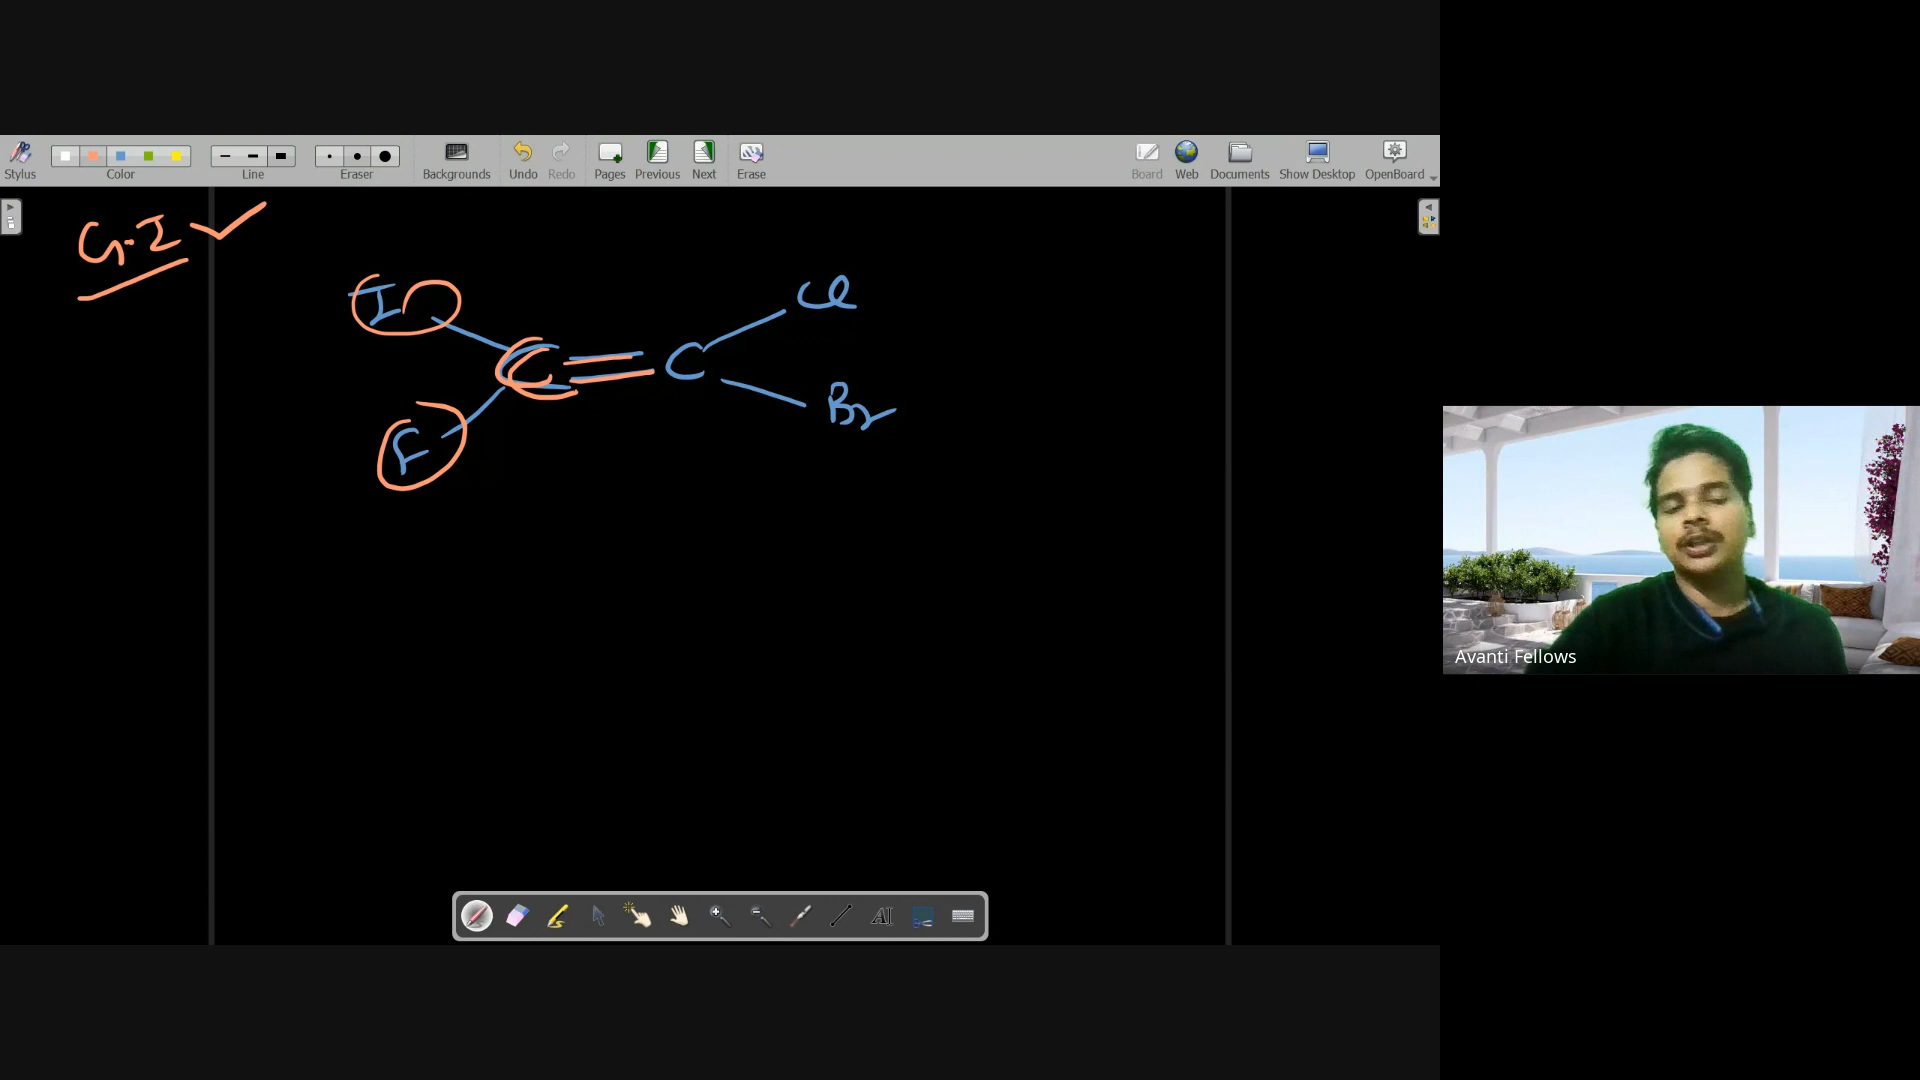 Stylus Color Line Eraser Backgrounds Undo Redo Pages Previous Next Erase Board Web Documents Show Desktop OpenBoard
G.I
I Cl
C = C
F Br
Avanti Fellows